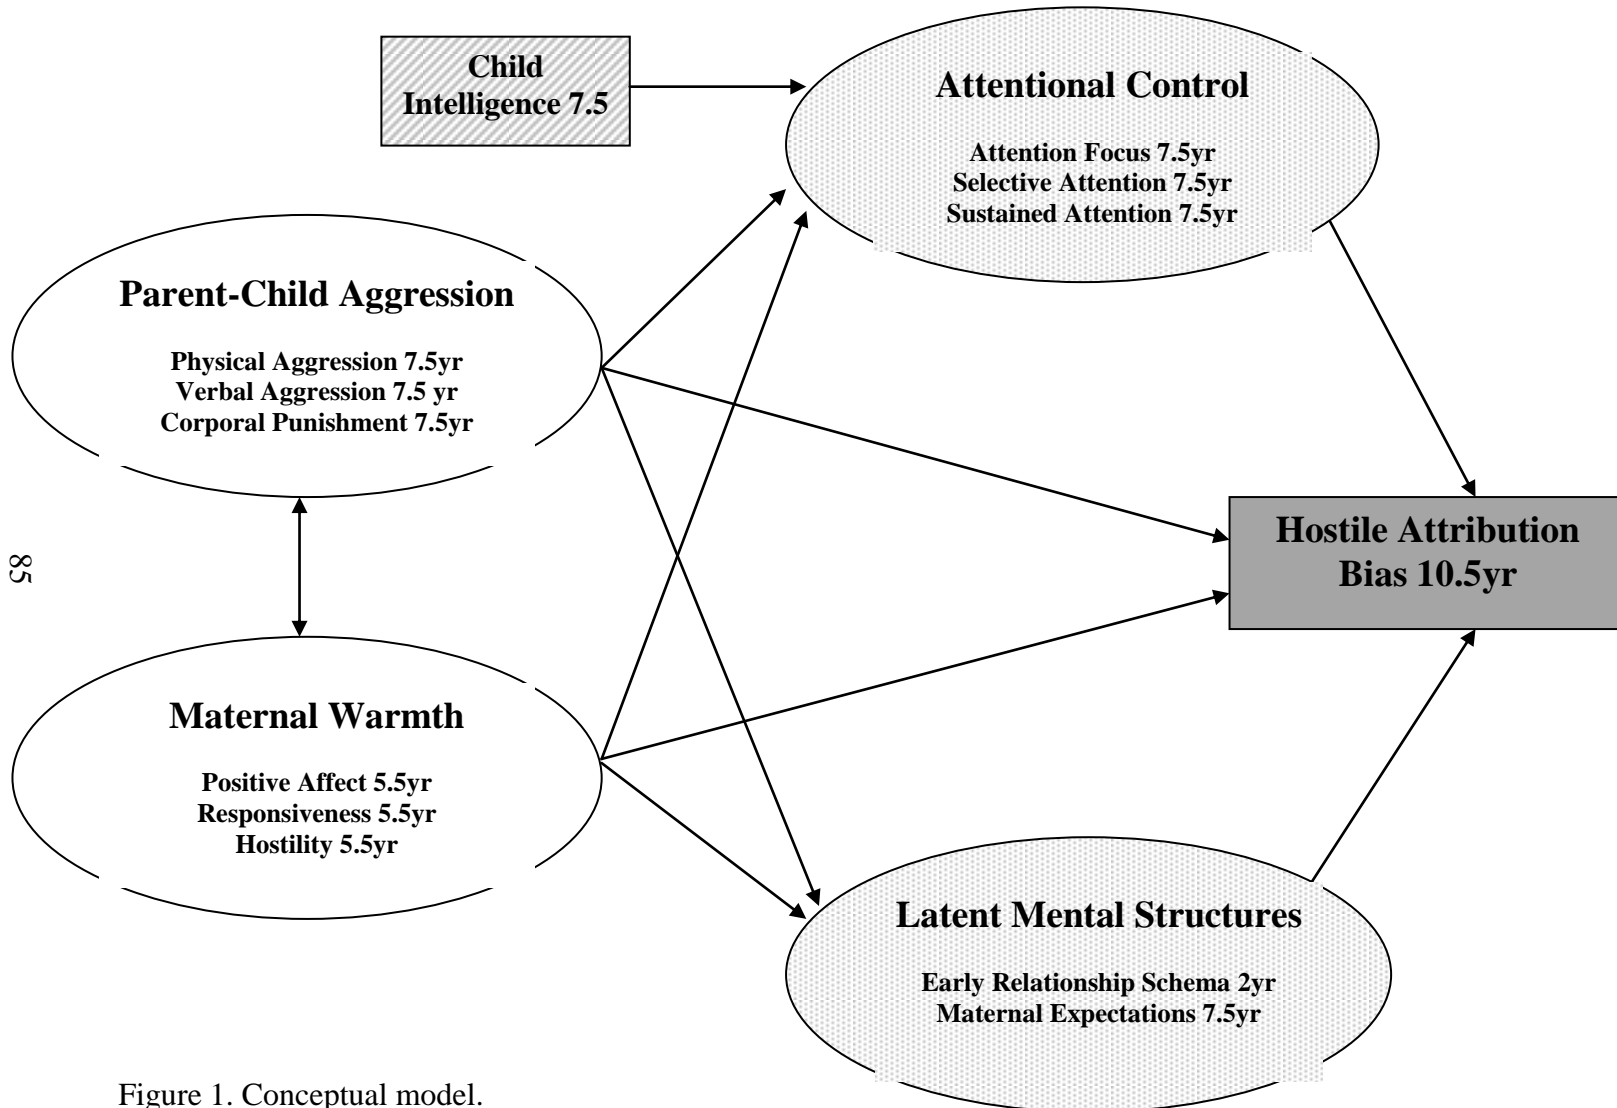 Child
Intelligence 7.5
Attentional Control
Attention Focus 7.5yr
Selective Attention 7.5yr
Sustained Attention 7.5yr
Parent-Child Aggression
Physical Aggression 7.5yr
Verbal Aggression 7.5 yr
Corporal Punishment 7.5yr
Hostile Attribution
Bias 10.5yr
85
Maternal Warmth
Positive Affect 5.5yr
Responsiveness 5.5yr
Hostility 5.5yr
Latent Mental Structures
Early Relationship Schema 2yr
Maternal Expectations 7.5yr
Figure 1. Conceptual model.